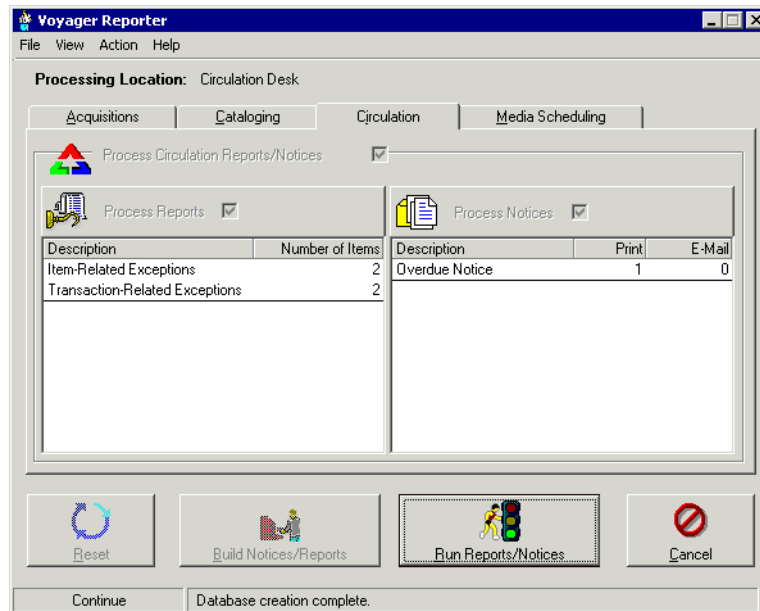 Voyager Reporter
File View Action Help
Processing Location: Circulation Desk
Acquisitions Cataloging Circulation Media Scheduling
Process Circulation Reports/Notices
Process Reports Process Notices
Description Number of Items Description Print E-Mail
Item-Related Exceptions 2 Overdue Notice 1 0
Transaction-Related Exceptions 2
Reset Build Notices/Reports Run Reports/Notices Cancel
Continue Database creation complete.